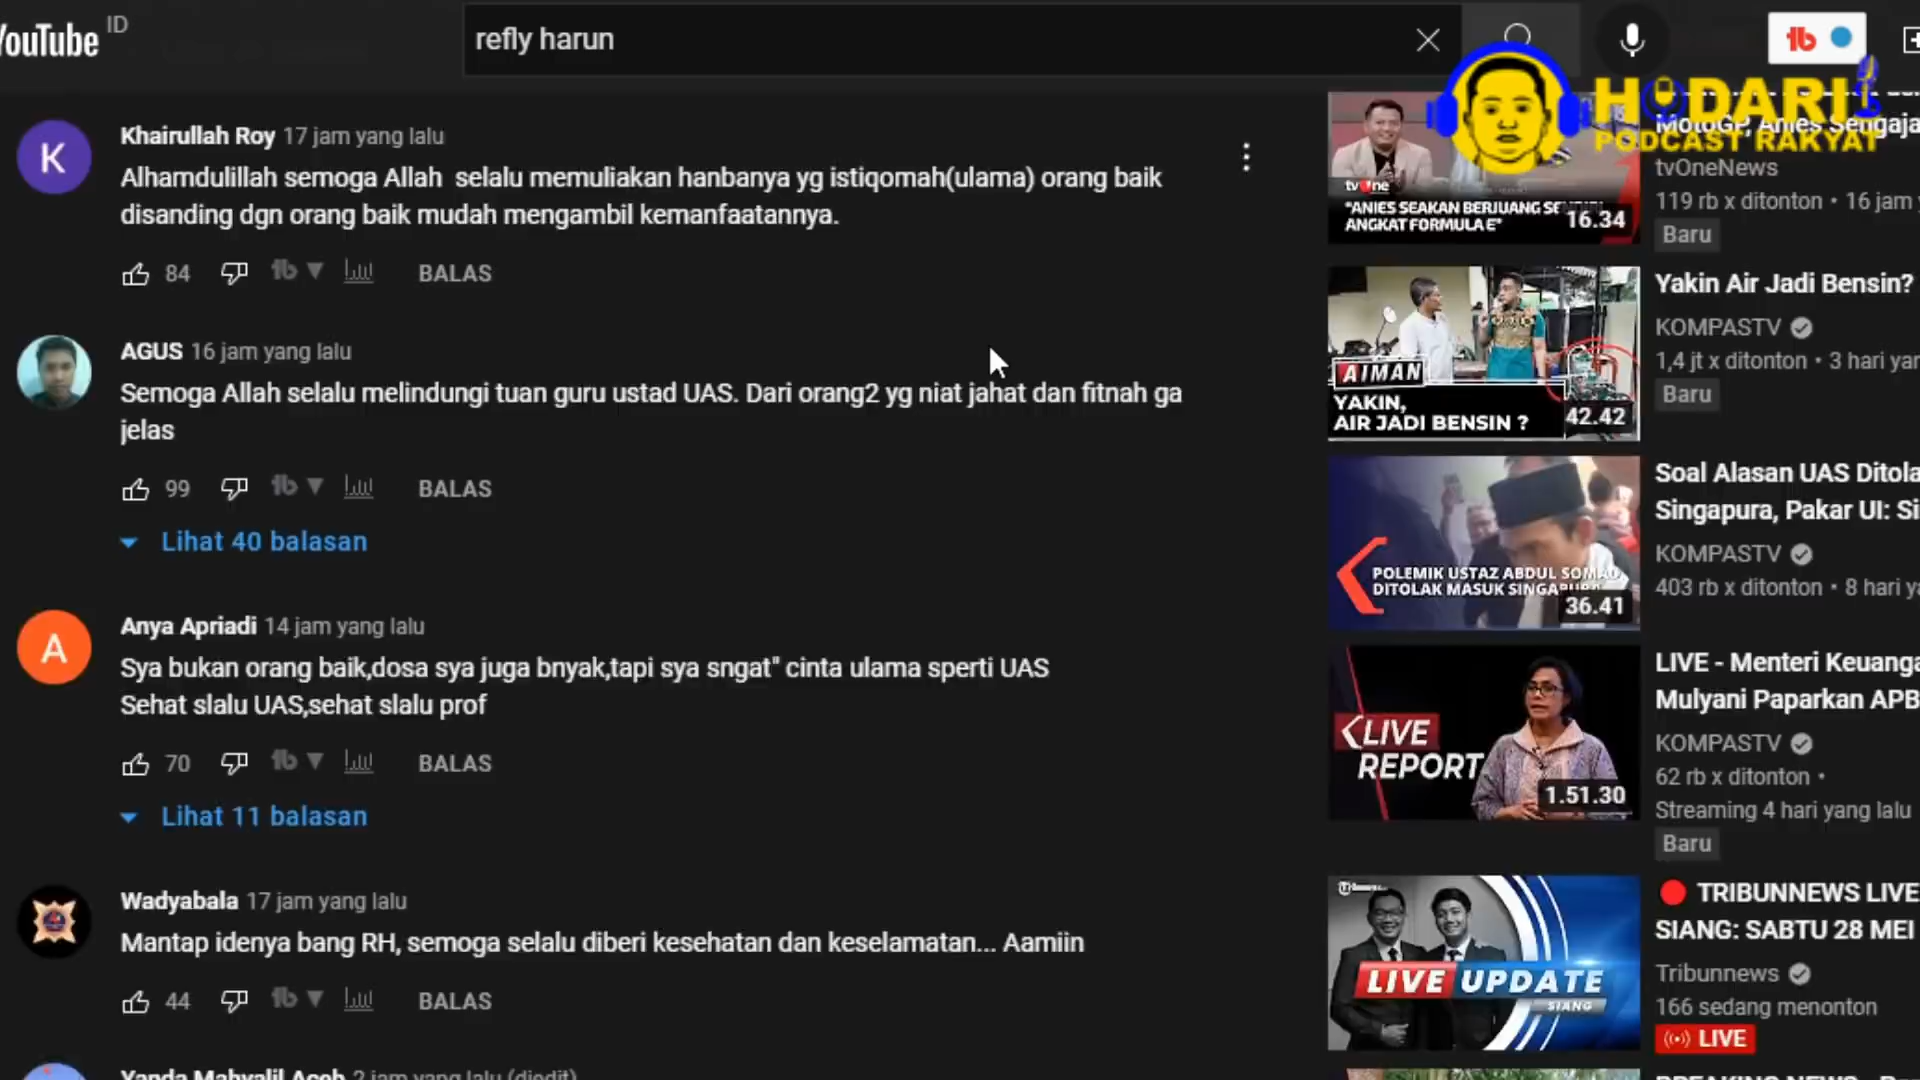 YouTube ID
refly harun
HODARI
PODCAST RAKYAT
K
Khairullah Roy 17 jam yang lalu
Alhamdulillah semoga Allah selalu memuliakan hanbanya yg istiqomah(ulama) orang baik
disanding dgn orang baik mudah mengambil kemanfaatannya.
84 BALAS
AGUS 16 jam yang lalu
Semoga Allah selalu melindungi tuan guru ustad UAS. Dari orang2 yg niat jahat dan fitnah ga
jelas
99 BALAS
Lihat 40 balasan
A
Anya Apriadi 14 jam yang lalu
Sya bukan orang baik,dosa sya juga bnyak,tapi sya sngat" cinta ulama sperti UAS
Sehat slalu UAS,sehat slalu prof
70 BALAS
Lihat 11 balasan
Wadyabala 17 jam yang lalu
Mantap idenya bang RH, semoga selalu diberi kesehatan dan keselamatan... Aamiin
44 BALAS
Yanda Mahyalil Aceh 2 jam yang lalu (diedit)
tvOne
"ANIES SEAKAN BERJUANG
ANGKAT FORMULA E"
16.34
MotoGP, Anies Sengaja
tvOneNews
119 rb x ditonton • 16 jam
Baru
AIMAN
YAKIN,
AIR JADI BENSIN ?
42.42
Yakin Air Jadi Bensin?
KOMPASTV
1,4 jt x ditonton • 3 hari yan
Baru
POLEMIK USTAZ ABDUL SOMAD
DITOLAK MASUK SINGAPURA
36.41
Soal Alasan UAS Ditola
Singapura, Pakar UI: Si
KOMPASTV
403 rb x ditonton • 8 hari ya
LIVE
REPORT
1.51.30
LIVE - Menteri Keuanga
Mulyani Paparkan APB
KOMPASTV
62 rb x ditonton •
Streaming 4 hari yang lalu
Baru
Tribunnews
LIVE UPDATE
SIANG
TRIBUNNEWS LIVE
SIANG: SABTU 28 MEI
Tribunnews
166 sedang menonton
LIVE
BREAKING NEWS